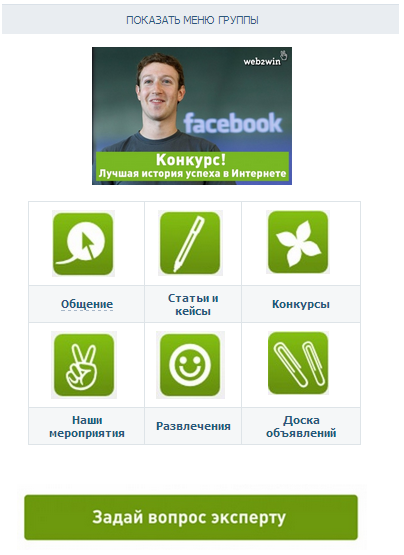 ПОКАЗАТЬ МЕНЮ ГРУППЫ
web2win
facebook
Конкурс!
Лучшая история успеха в Интернете
Общение
Статьи и
кейсы
Конкурсы
Наши
мероприятия
Развлечения
Доска
объявлений
Задай вопрос эксперту